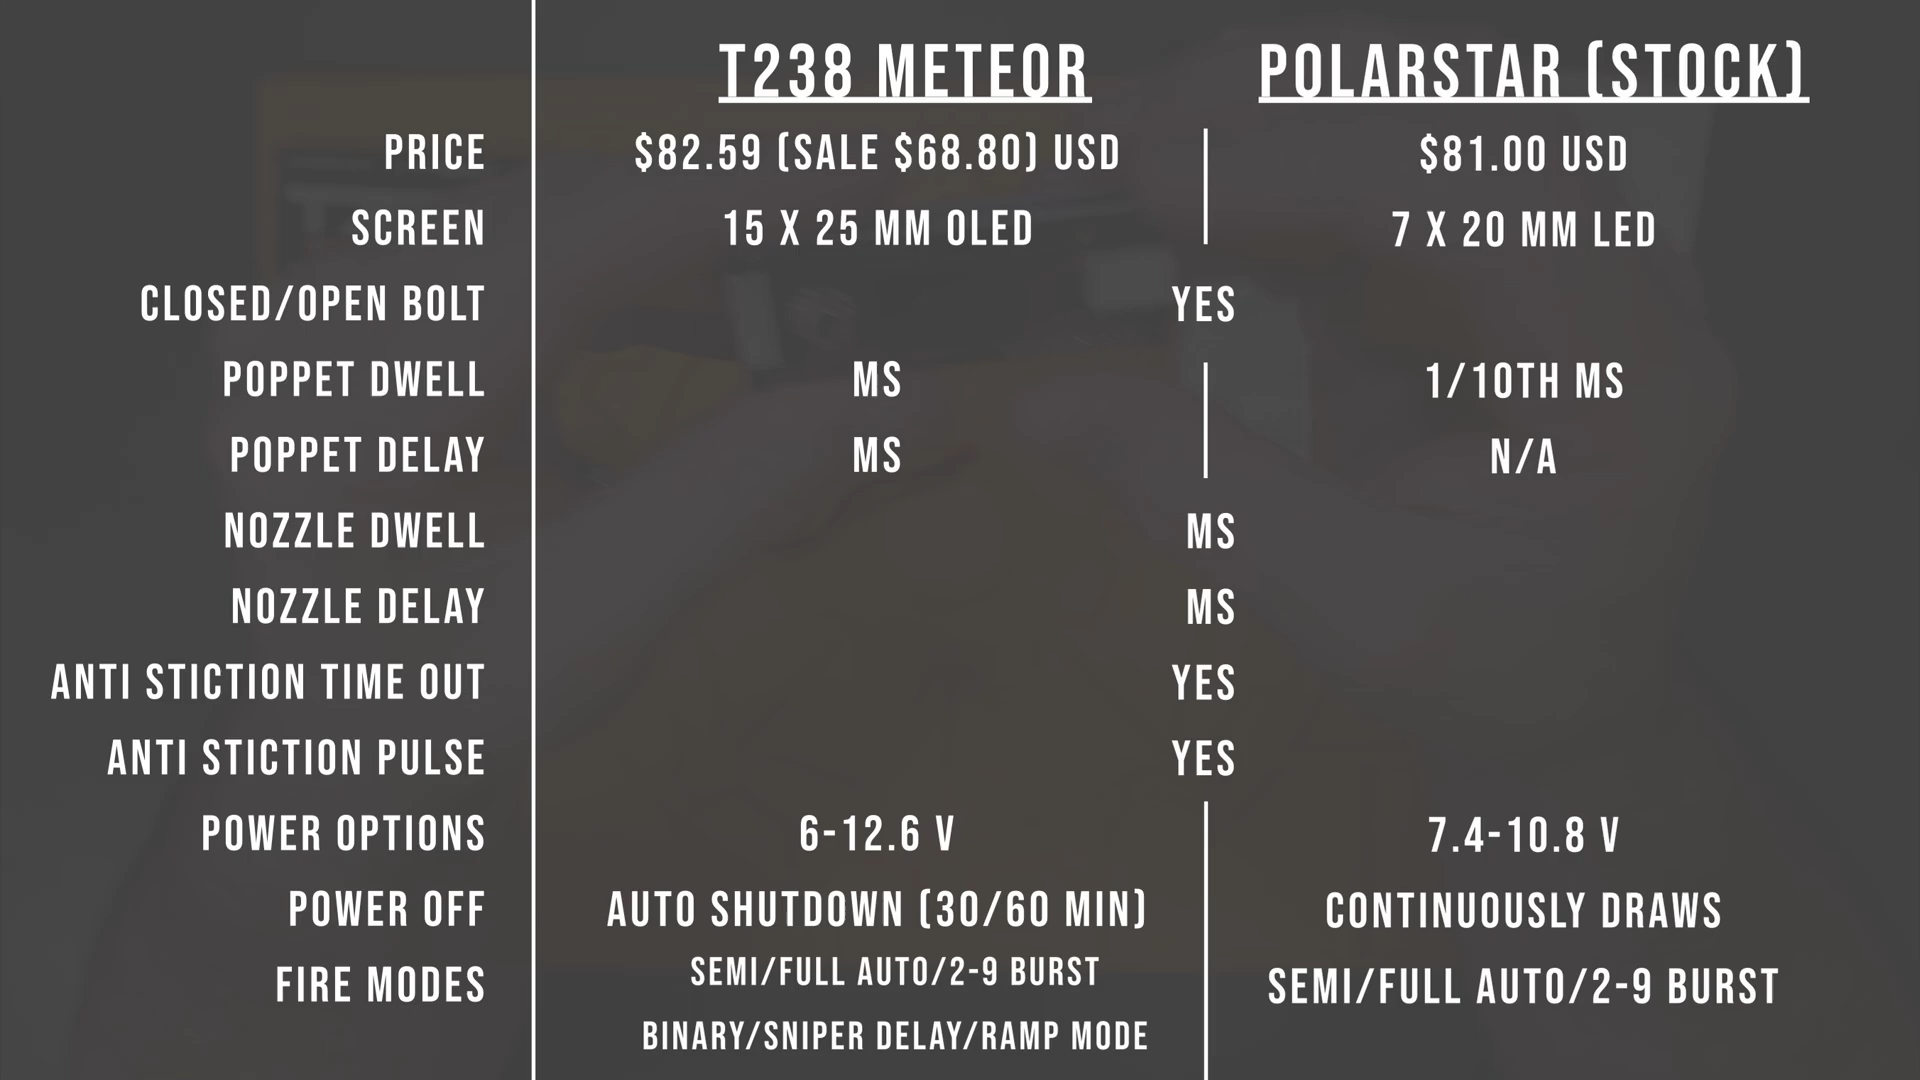 T238 METEOR POLARSTAR (STOCK)
PRICE $82.59 (SALE $68.80) USD $81.00 USD
SCREEN 15 X 25 MM OLED 7 X 20 MM LED
CLOSED/OPEN BOLT YES
POPPET DWELL MS 1/10TH MS
POPPET DELAY MS N/A
NOZZLE DWELL MS
NOZZLE DELAY MS
ANTI STICTION TIME OUT YES
ANTI STICTION PULSE YES
POWER OPTIONS 6-12.6 V 7.4-10.8 V
POWER OFF AUTO SHUTDOWN (30/60 MIN) CONTINUOUSLY DRAWS
FIRE MODES SEMI/FULL AUTO/2-9 BURST SEMI/FULL AUTO/2-9 BURST
BINARY/SNIPER DELAY/RAMP MODE